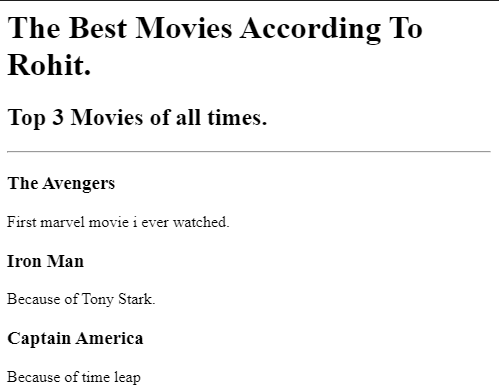 The Best Movies According To
Rohit.
Top 3 Movies of all times.
The Avengers
First marvel movie i ever watched.
Iron Man
Because of Tony Stark.
Captain America
Because of time leap